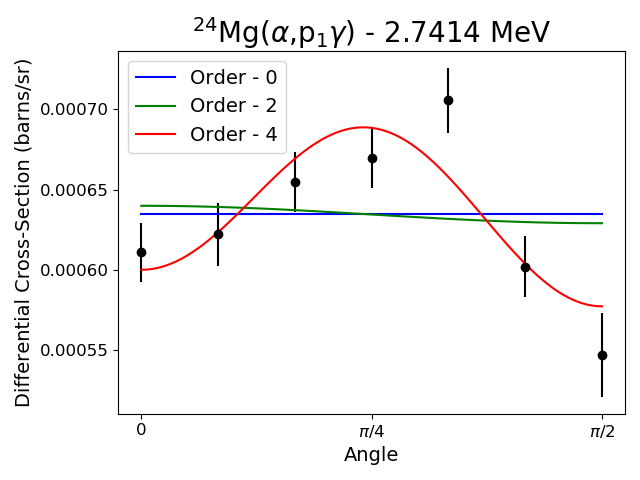 ²⁴Mg(α,p₁γ) - 2.7414 MeV
Differential Cross-Section (barns/sr)
Order - 0
Order - 2
Order - 4
0.00070
0.00065
0.00060
0.00055
0 π/4 π/2
Angle